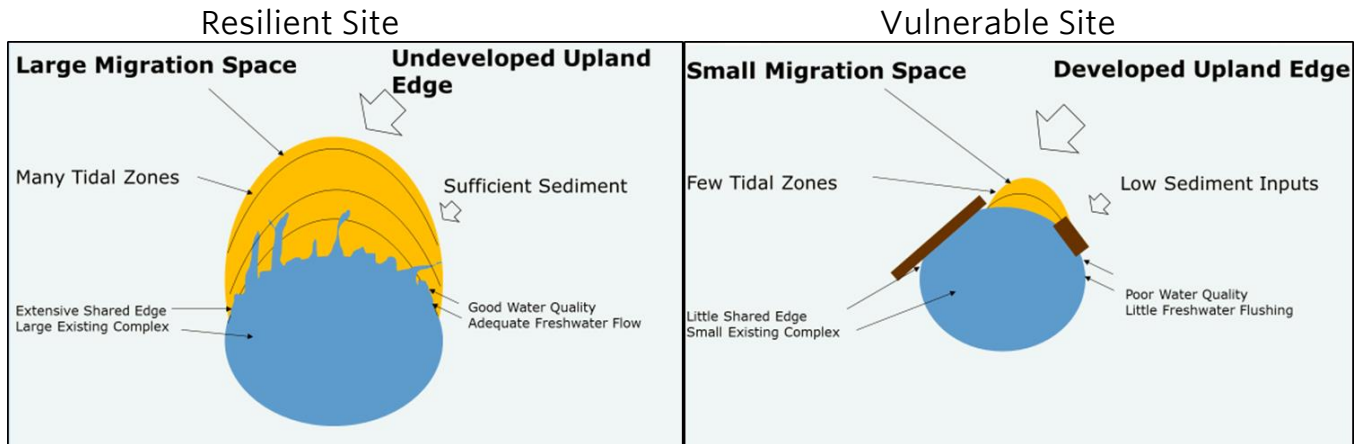 Resilient Site
Large Migration Space
Undeveloped Upland
Edge
Many Tidal Zones
Sufficient Sediment
Extensive Shared Edge
Large Existing Complex
Good Water Quality
Adequate Freshwater Flow
Vulnerable Site
Small Migration Space
Developed Upland Edge
Few Tidal Zones
Low Sediment Inputs
Little Shared Edge
Small Existing Complex
Poor Water Quality
Little Freshwater Flushing